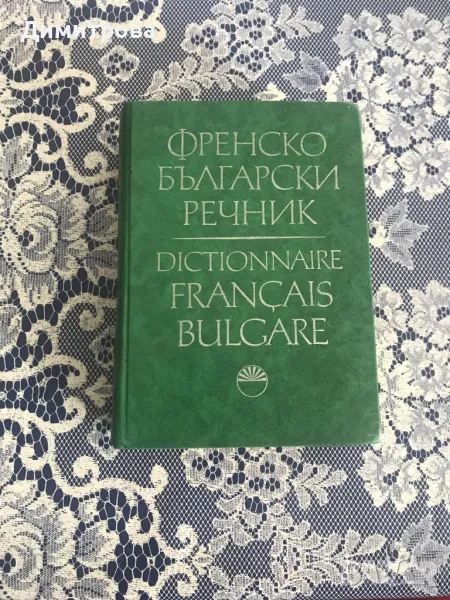 Димитрова
ФРЕНСКО
БЪЛГАРСКИ
РЕЧНИК
DICTIONNAIRE
FRANÇAIS
BULGARE